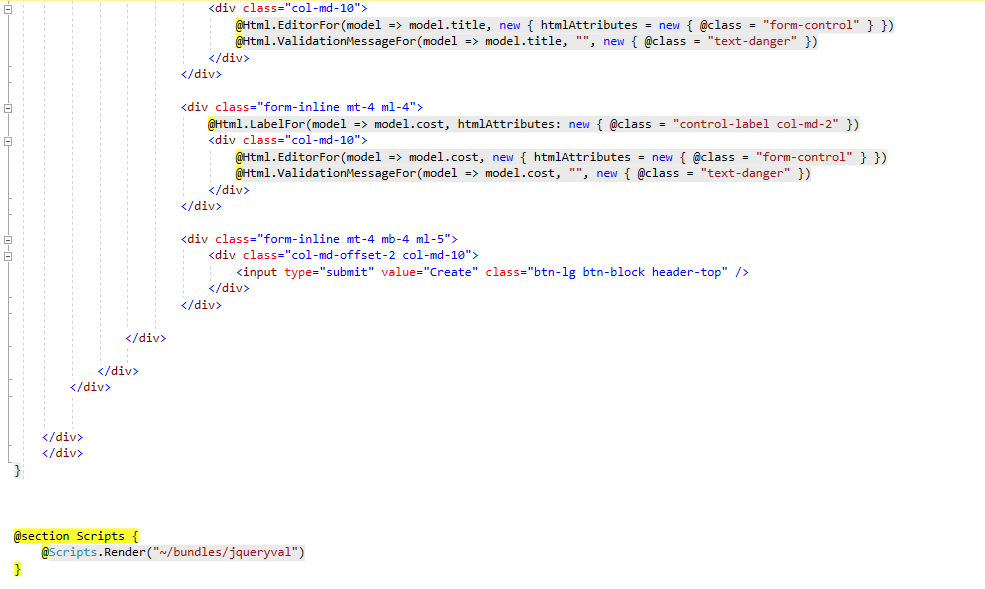 <div class="col-md-10">
@Html.EditorFor(model => model.title, new { htmlAttributes = new { @class = "form-control" } })
@Html.ValidationMessageFor(model => model.title, "", new { @class = "text-danger" })
</div>
</div>
<div class="form-inline mt-4 ml-4">
@Html.LabelFor(model => model.cost, htmlAttributes: new { @class = "control-label col-md-2" })
<div class="col-md-10">
@Html.EditorFor(model => model.cost, new { htmlAttributes = new { @class = "form-control" } })
@Html.ValidationMessageFor(model => model.cost, "", new { @class = "text-danger" })
</div>
</div>
<div class="form-inline mt-4 mb-4 ml-5">
<div class="col-md-offset-2 col-md-10">
<input type="submit" value="Create" class="btn-lg btn-block header-top" />
</div>
</div>
</div>
</div>
</div>
</div>
</div>
}
@section Scripts {
@Scripts.Render("~/bundles/jqueryval")
}